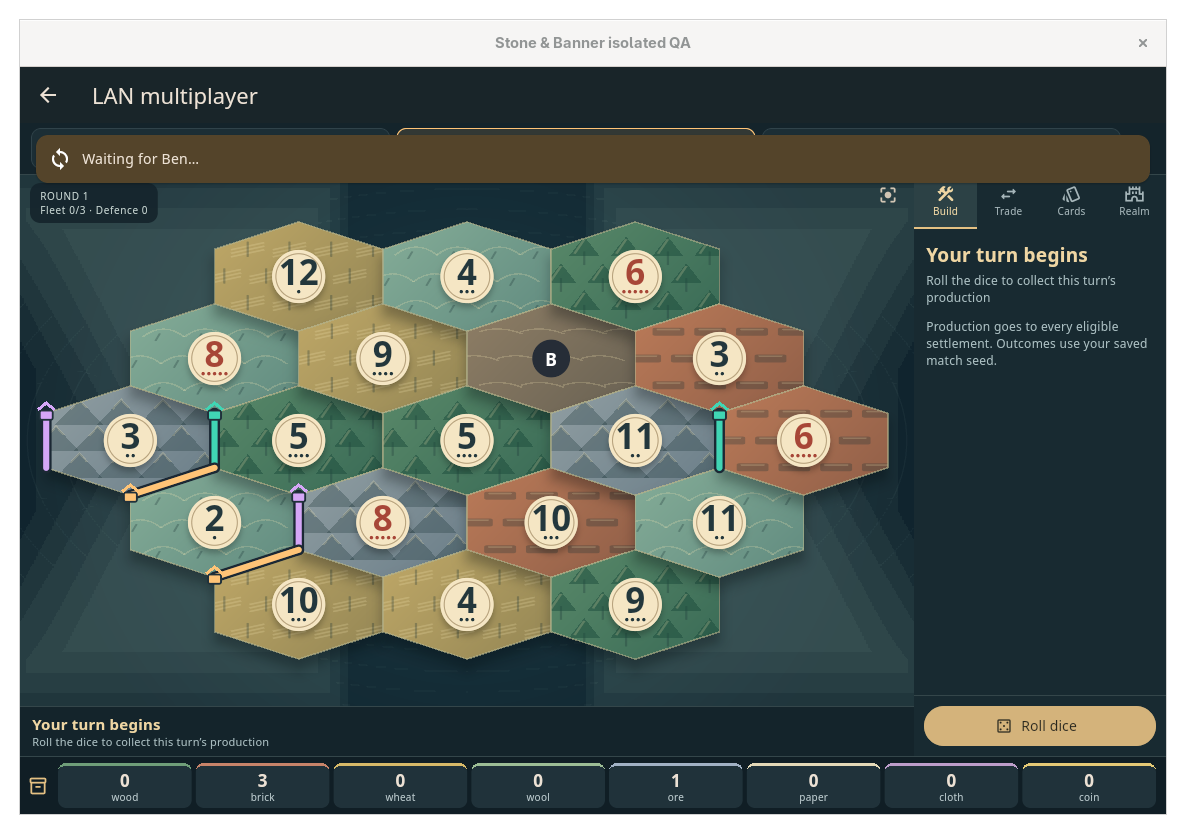 Stone & Banner isolated QA
LAN multiplayer
Waiting for Ben...
ROUND 1
Fleet 0/3 · Defence 0
Build
Trade
Cards
Realm
Your turn begins
Roll the dice to collect this turn's
production
Production goes to every eligible
settlement. Outcomes use your saved
match seed.
12
4
6
8
9
B
3
3
5
5
11
6
2
8
10
11
10
4
9
Your turn begins
Roll the dice to collect this turn's production
Roll dice
0
wood
3
brick
0
wheat
0
wool
1
ore
0
paper
0
cloth
0
coin